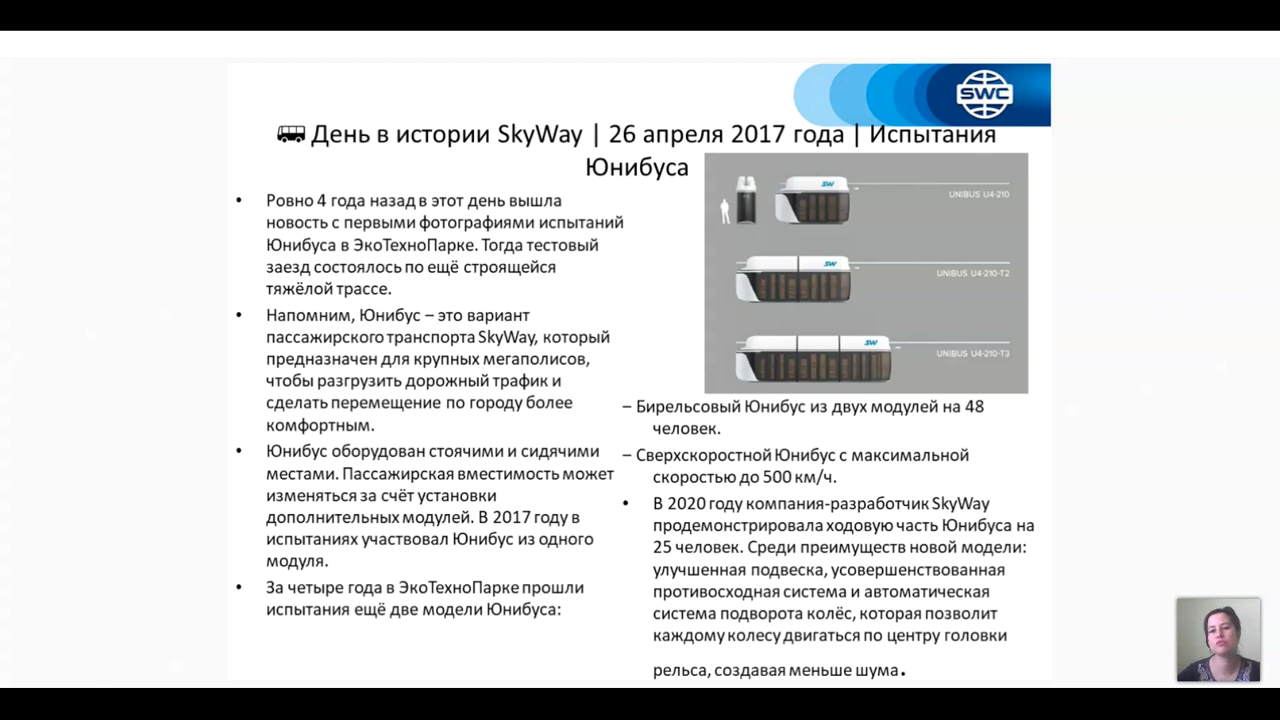 SWC
День в истории SkyWay | 26 апреля 2017 года | Испытания
Юнибуса
• Ровно 4 года назад в этот день вышла
новость с первыми фотографиями испытаний
Юнибуса в ЭкоТехноПарке. Тогда тестовый
заезд состоялось по ещё строящейся
тяжёлой трассе.
• Напомним, Юнибус – это вариант
пассажирского транспорта SkyWay, который
предназначен для крупных мегаполисов,
чтобы разгрузить дорожный трафик и
сделать перемещение по городу более
комфортным.
• Юнибус оборудован стоячими и сидячими
местами. Пассажирская вместимость может
изменяться за счёт установки
дополнительных модулей. В 2017 году в
испытаниях участвовал Юнибус из одного
модуля.
• За четыре года в ЭкоТехноПарке прошли
испытания ещё две модели Юнибуса:
SW
UNIBUS U4-210
SW
UNIBUS U4-210-T2
SW
UNIBUS U4-210-T3
– Бирельсовый Юнибус из двух модулей на 48
человек.
– Сверхскоростной Юнибус с максимальной
скоростью до 500 км/ч.
• В 2020 году компания-разработчик SkyWay
продемонстрировала ходовую часть Юнибуса на
25 человек. Среди преимуществ новой модели:
улучшенная подвеска, усовершенствованная
противосходная система и автоматическая
система подворота колёс, которая позволит
каждому колесу двигаться по центру головки
рельса, создавая меньше шума.